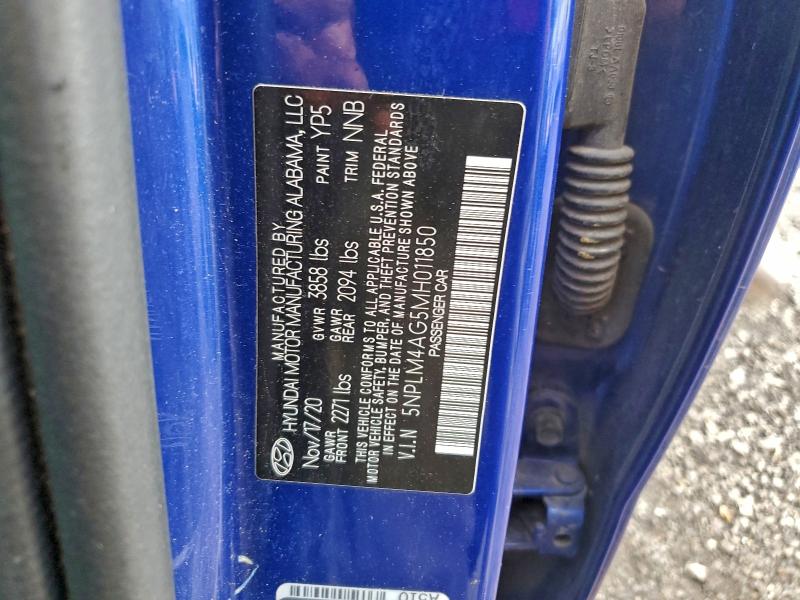 MANUFACTURED BY
HYUNDAI MOTOR MANUFACTURING ALABAMA, LLC
Nov/17/20 GVWR 3858 lbs PAINT YP5
GAWR FRONT 2271 lbs GAWR REAR 2094 lbs TRIM NNB
THIS VEHICLE CONFORMS TO ALL APPLICABLE U.S.A. FEDERAL
MOTOR VEHICLE SAFETY, BUMPER, AND THEFT PREVENTION STANDARDS
IN EFFECT ON THE DATE OF MANUFACTURE SHOWN ABOVE
V.I.N 5NPLM4AG5MH011850
PASSENGER CAR
A510